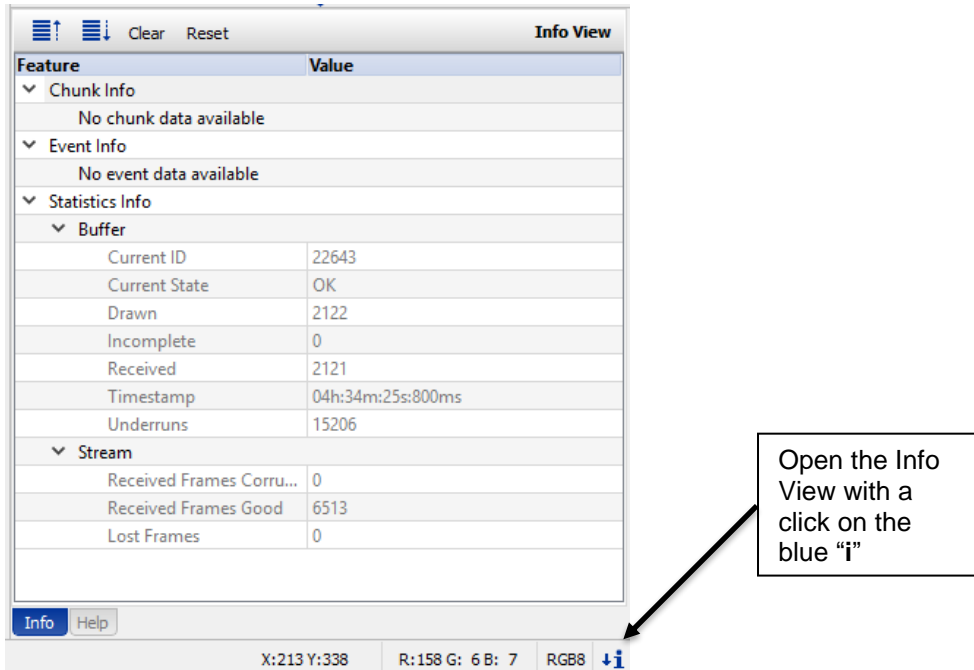 Clear Reset Info View
Feature Value
Chunk Info
No chunk data available
Event Info
No event data available
Statistics Info
Buffer
Current ID 22643
Current State OK
Drawn 2122
Incomplete 0
Received 2121
Timestamp 04h:34m:25s:800ms
Underruns 15206
Stream
Received Frames Corru... 0
Received Frames Good 6513
Lost Frames 0
Info Help
X:213 Y:338 R:158 G: 6 B: 7 RGB8 i
Open the Info
View with a
click on the
blue “i”